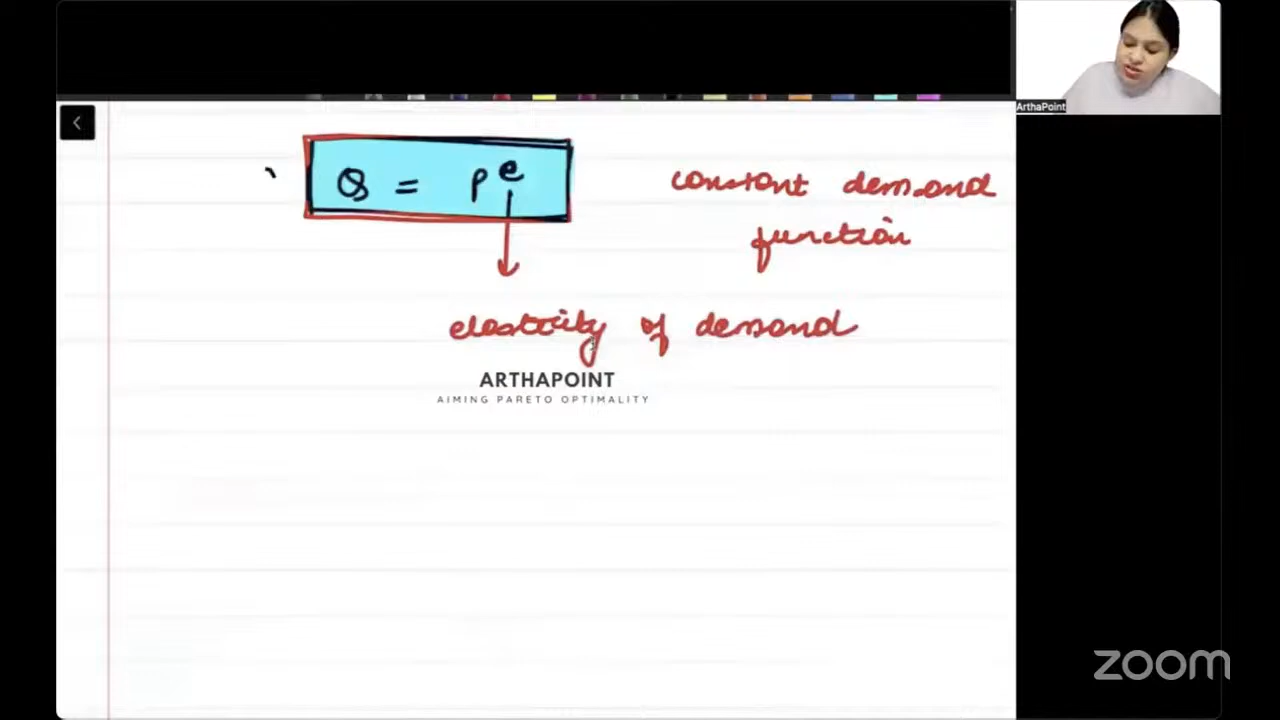 ArthaPoint
Q = P^e
constant demand
function
elasticity of demand
ARTHAPOINT
AIMING PARETO OPTIMALITY
zoom